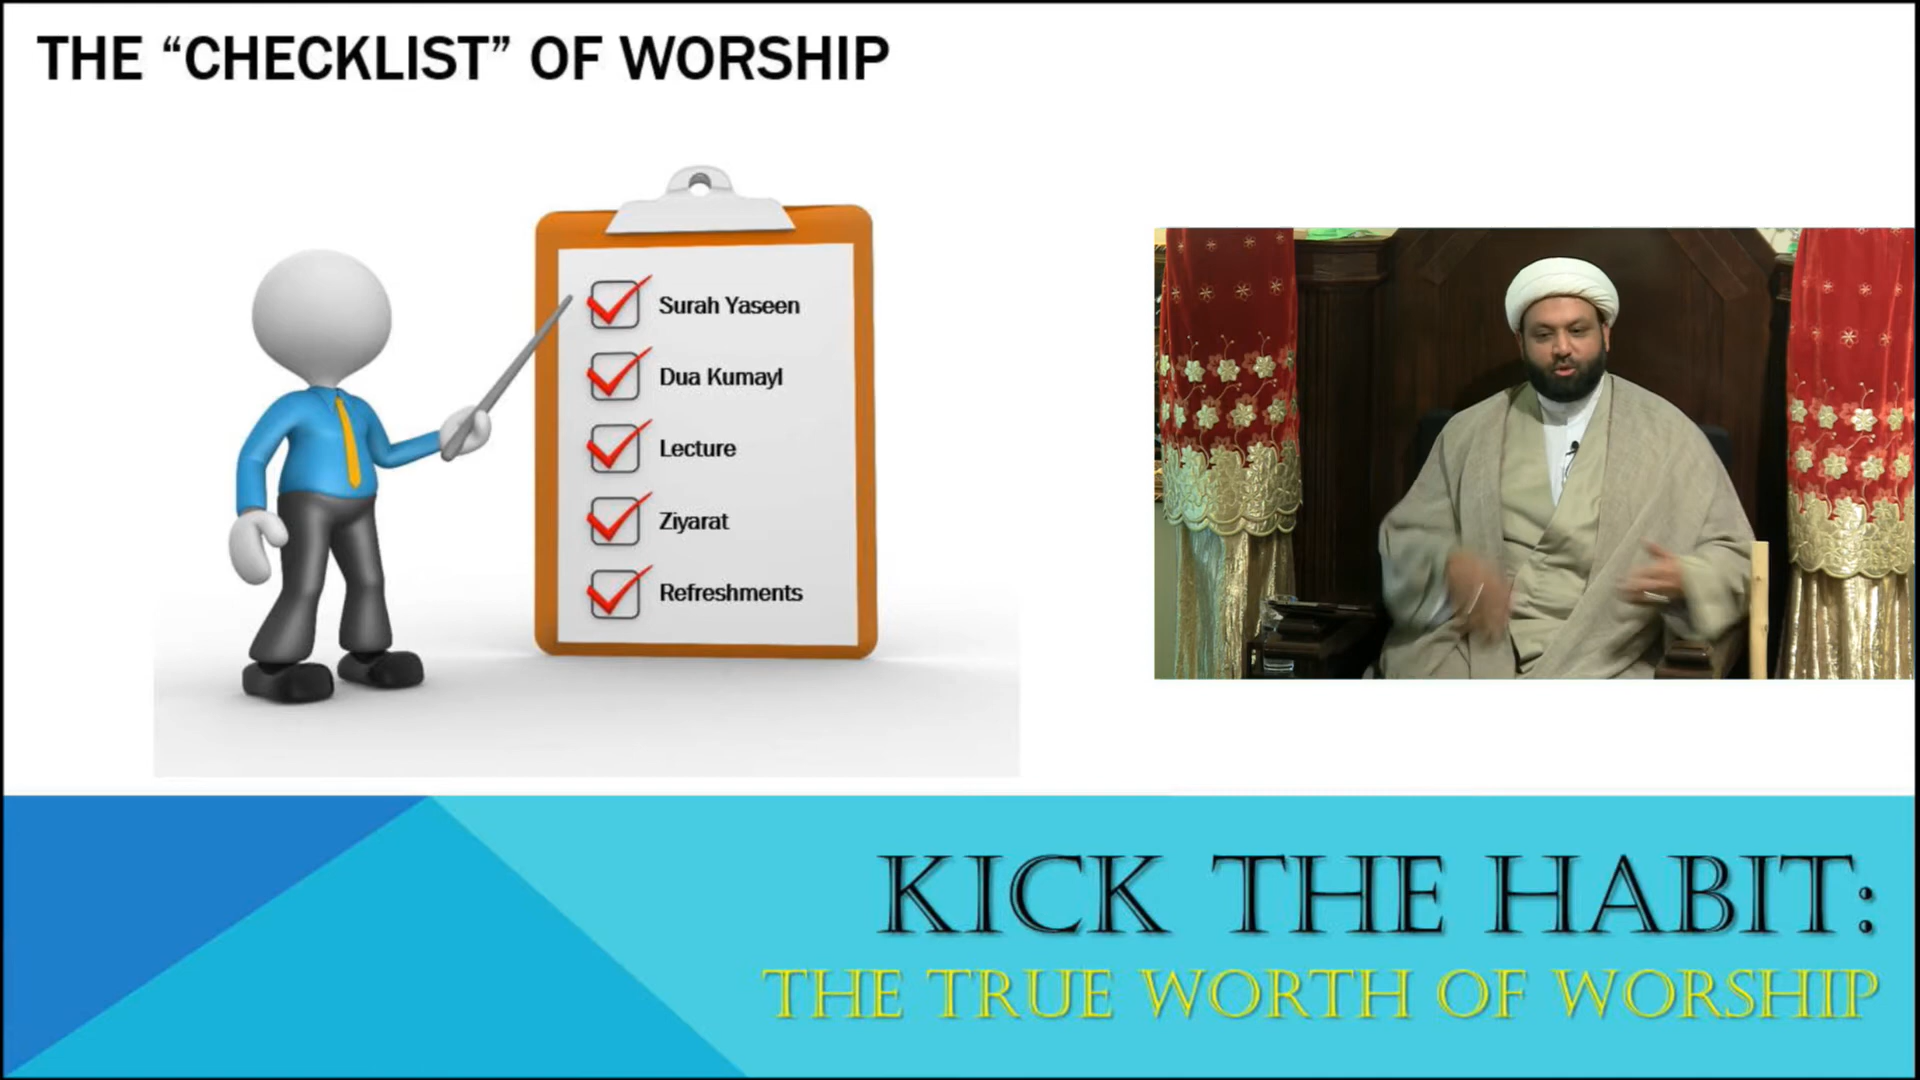 THE “CHECKLIST” OF WORSHIP
Surah Yaseen
Dua Kumayl
Lecture
Ziyarat
Refreshments
KICK THE HABIT:
THE TRUE WORTH OF WORSHIP